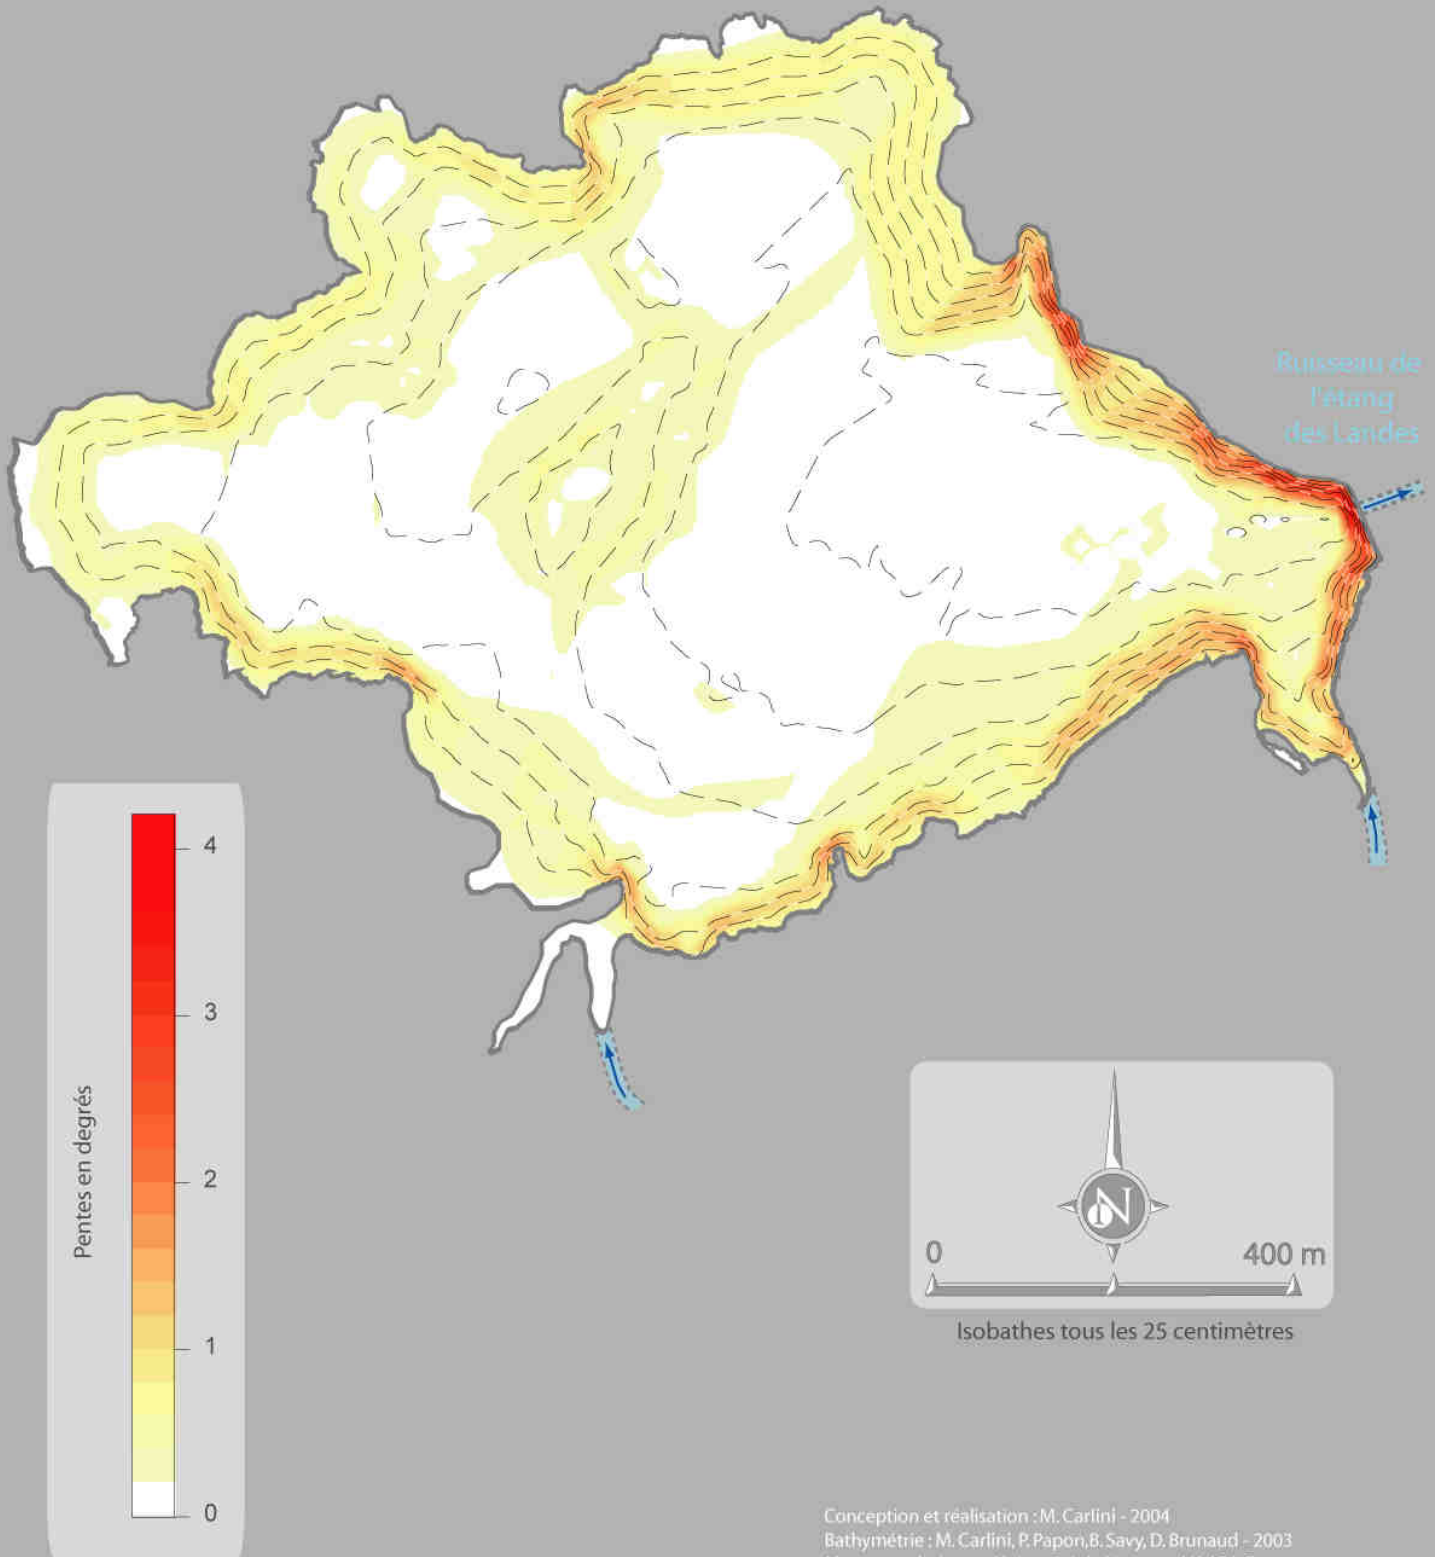 Ruisseau de
l'étang
des Landes
Pentes en degrés
4
3
2
1
0
N
0 400 m
Isobathes tous les 25 centimètres
Conception et réalisation : M. Carlini - 2004
Bathymétrie : M. Carlini, P. Papon,B. Savy, D. Brunaud - 2003